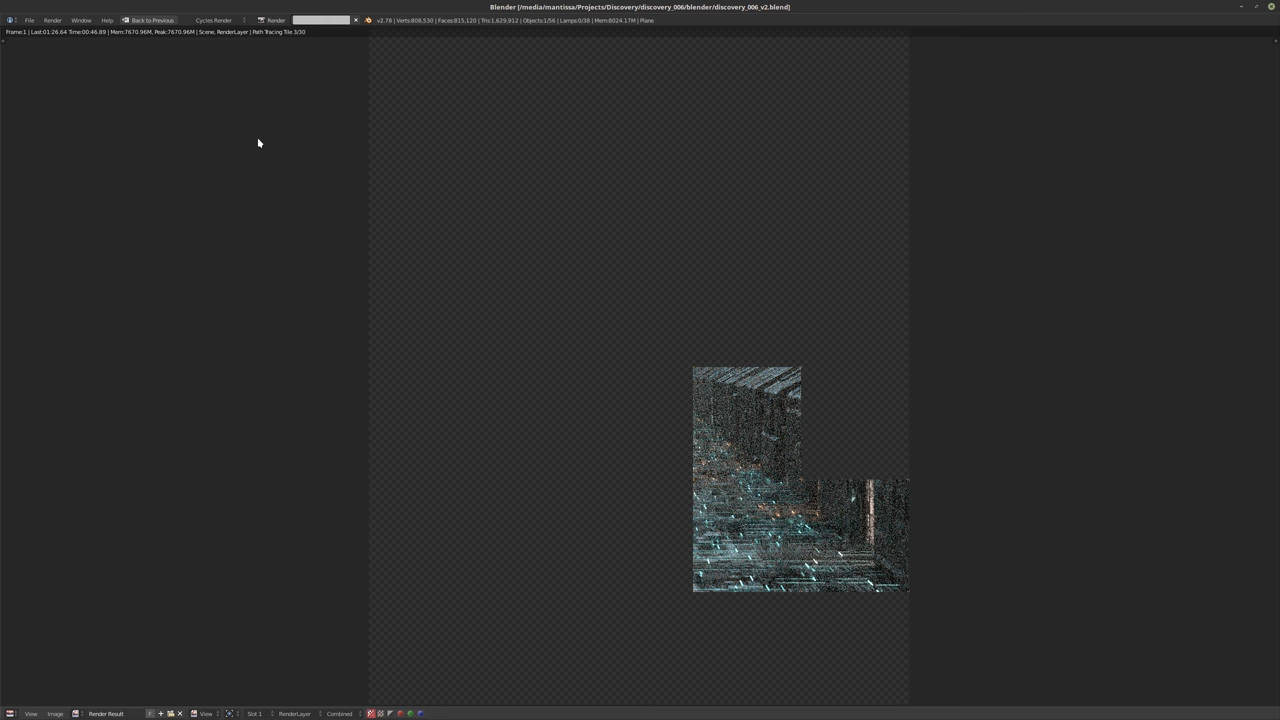 Blender [/media/mantissa/Projects/Discovery/discovery_006/blender/discovery_006_v2.blend]
File Render Window Help Back to Previous Cycles Render Render v2.78 | Verts:808,530 | Faces:815,120 | Tris:1,629,912 | Objects:1/56 | Lamps:0/38 | Mem:8024.17M | Plane
Frame:1 | Last:01:26.64 Time:00:46.89 | Mem:7670.96M, Peak:7670.96M | Scene, RenderLayer | Path Tracing Tile 3/30
View Image Render Result F View Slot 1 RenderLayer Combined